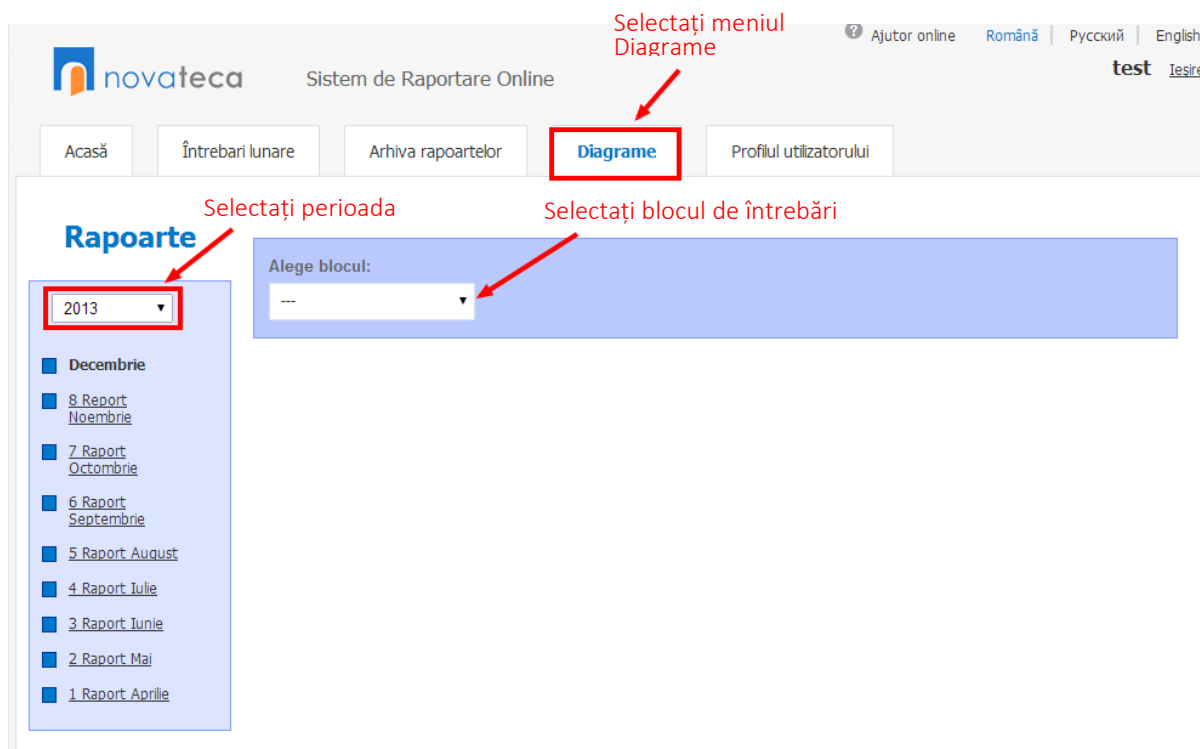 Selectați meniul
Diagrame
Ajutor online Română Русский English
novateca Sistem de Raportare Online
test Ieșire
Acasă Întrebari lunare Arhiva rapoartelor Diagrame Profilul utilizatorului
Selectați perioada
Selectați blocul de întrebări
Rapoarte
Alege blocul:
2013
---
Decembrie
8 Report
Noembrie
7 Raport
Octombrie
6 Raport
Septembrie
5 Raport August
4 Raport Iulie
3 Raport Iunie
2 Raport Mai
1 Raport Aprilie